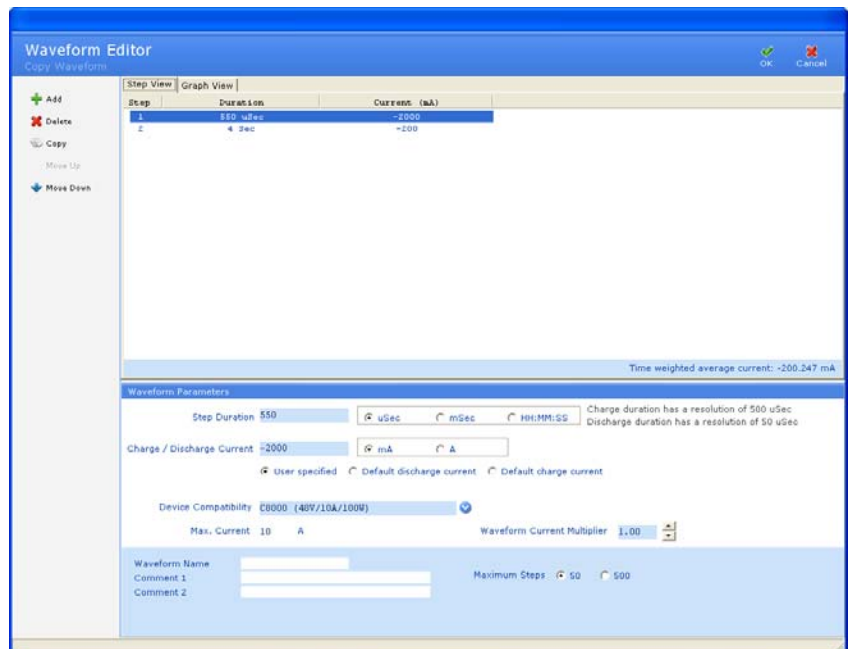 Waveform Editor
Copy Waveform
OK Cancel
Add
Delete
Copy
Move Up
Move Down
Step View Graph View
Step Duration Current (mA)
1 550 uSec -2000
2 4 Sec -200
Time weighted average current: -200.247 mA
Waveform Parameters
Step Duration 550 uSec mSec HH:MM:SS
Charge duration has a resolution of 500 uSec
Discharge duration has a resolution of 50 uSec
Charge / Discharge Current -2000 mA A
User specified Default discharge current Default charge current
Device Compatibility C8000 (48V/10A/100W)
Max. Current 10 A Waveform Current Multiplier 1.00
Waveform Name
Comment 1
Comment 2
Maximum Steps 50 500